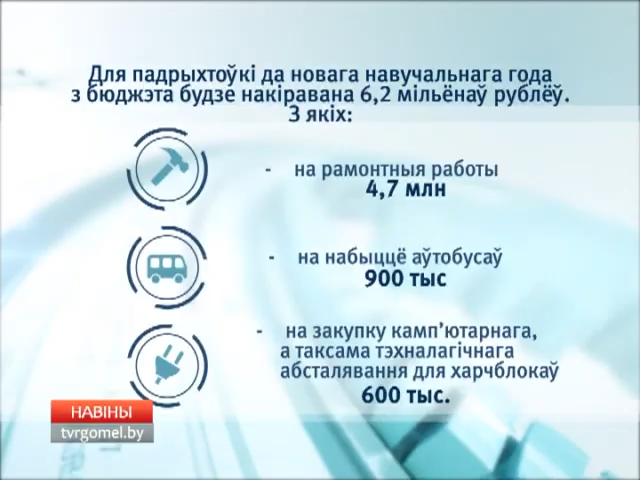 Для падрыхтоўкі да новага навучальнага года
з бюджэта будзе накіравана 6,2 мільёнаў рублёў.
З якіх:
- на рамонтныя работы
4,7 млн
- на набыццё аўтобусаў
900 тыс
- на закупку камп'ютарнага,
а таксама тэхналагічнага
абсталявання для харчблокаў
600 тыс.
НАВІНЫ
tvrgomel.by